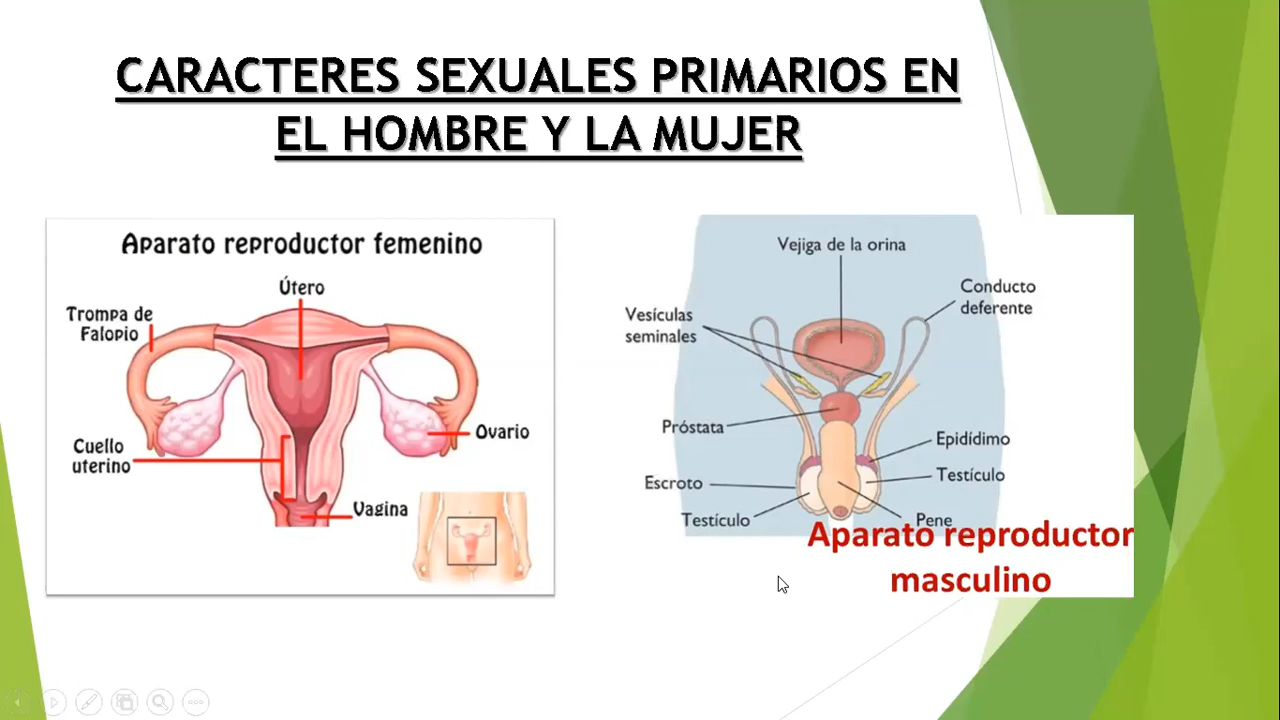 CARACTERES SEXUALES PRIMARIOS EN
EL HOMBRE Y LA MUJER
Aparato reproductor femenino
Útero
Trompa de
Falopio
Ovario
Cuello
uterino
Vagina
Vejiga de la orina
Conducto
deferente
Vesículas
seminales
Próstata
Epidídimo
Escroto
Testículo
Testículo
Pene
Aparato reproductor
masculino